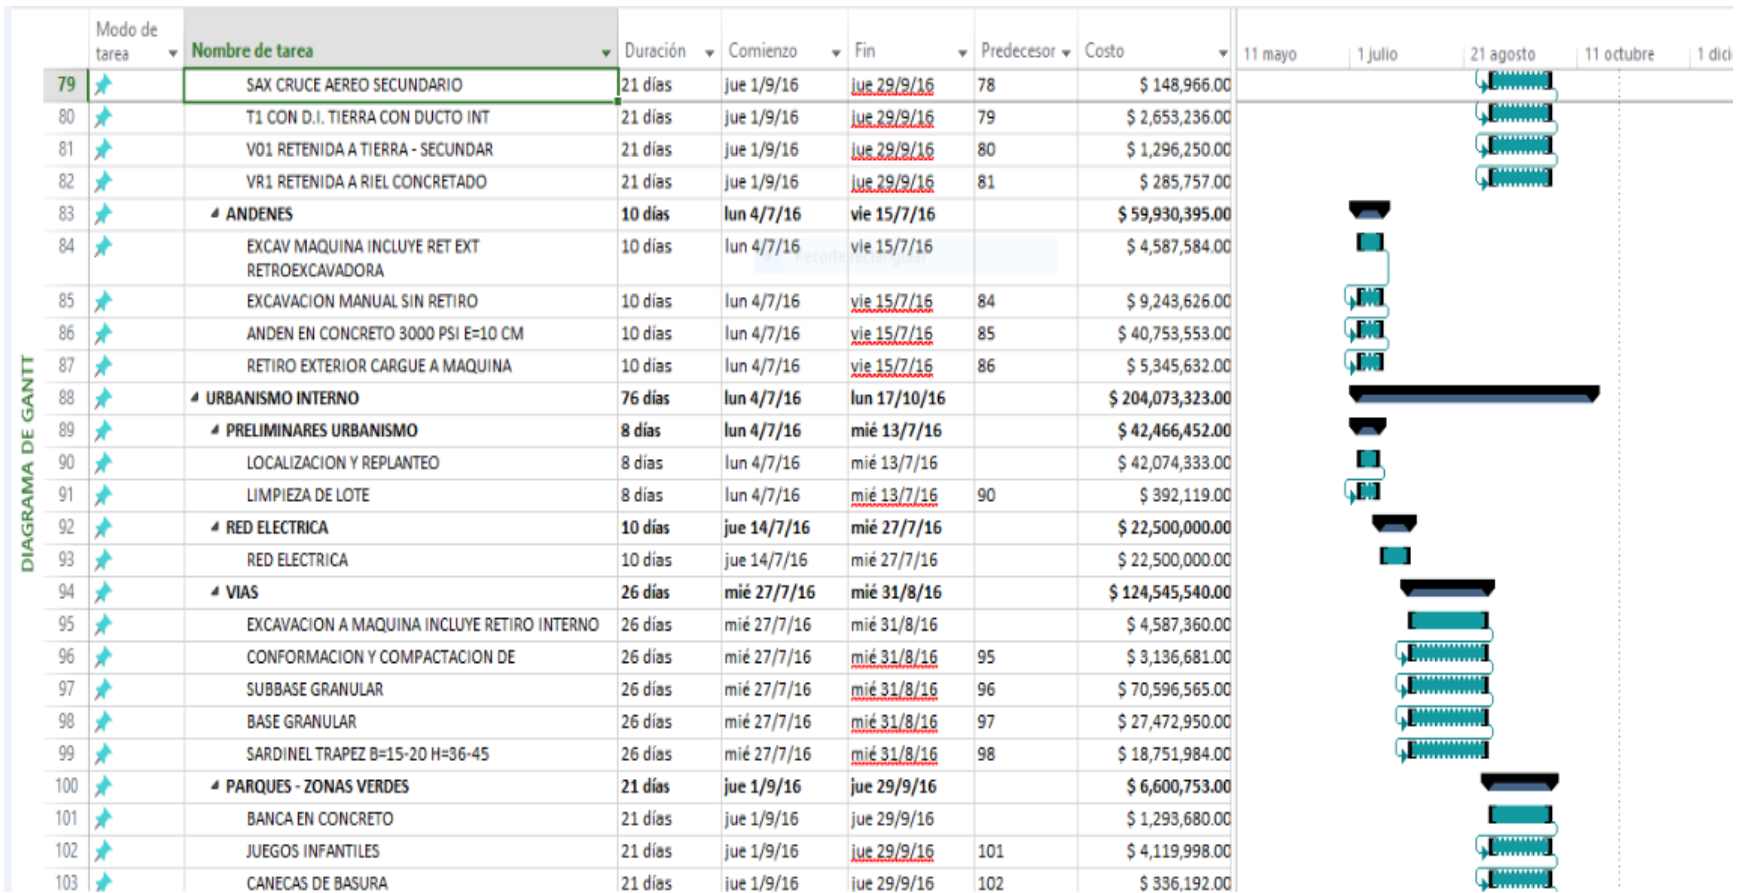 Modo de tarea Nombre de tarea Duración Comienzo Fin Predecesor Costo 11 mayo 1 julio 21 agosto 11 octubre 1 dici
79 SAX CRUCE AEREO SECUNDARIO 21 días jue 1/9/16 jue 29/9/16 78 $ 148,966.00
80 T1 CON D.I. TIERRA CON DUCTO INT 21 días jue 1/9/16 jue 29/9/16 79 $ 2,653,236.00
81 V01 RETENIDA A TIERRA - SECUNDAR 21 días jue 1/9/16 jue 29/9/16 80 $ 1,296,250.00
82 VR1 RETENIDA A RIEL CONCRETADO 21 días jue 1/9/16 jue 29/9/16 81 $ 285,757.00
83 ANDENES 10 días lun 4/7/16 vie 15/7/16 $ 59,930,395.00
84 EXCAV MAQUINA INCLUYE RET EXT 10 días lun 4/7/16 vie 15/7/16 $ 4,587,584.00
RETROEXCAVADORA
Recorte rectangular
85 EXCAVACION MANUAL SIN RETIRO 10 días lun 4/7/16 vie 15/7/16 84 $ 9,243,626.00
86 ANDEN EN CONCRETO 3000 PSI E=10 CM 10 días lun 4/7/16 vie 15/7/16 85 $ 40,753,553.00
87 RETIRO EXTERIOR CARGUE A MAQUINA 10 días lun 4/7/16 vie 15/7/16 86 $ 5,345,632.00
88 URBANISMO INTERNO 76 días lun 4/7/16 lun 17/10/16 $ 204,073,323.00
89 PRELIMINARES URBANISMO 8 días lun 4/7/16 mié 13/7/16 $ 42,466,452.00
90 LOCALIZACION Y REPLANTEO 8 días lun 4/7/16 mié 13/7/16 $ 42,074,333.00
91 LIMPIEZA DE LOTE 8 días lun 4/7/16 mié 13/7/16 90 $ 392,119.00
92 RED ELECTRICA 10 días jue 14/7/16 mié 27/7/16 $ 22,500,000.00
93 RED ELECTRICA 10 días jue 14/7/16 mié 27/7/16 $ 22,500,000.00
94 VIAS 26 días mié 27/7/16 mié 31/8/16 $ 124,545,540.00
95 EXCAVACION A MAQUINA INCLUYE RETIRO INTERNO 26 días mié 27/7/16 mié 31/8/16 $ 4,587,360.00
96 CONFORMACION Y COMPACTACION DE 26 días mié 27/7/16 mié 31/8/16 95 $ 3,136,681.00
97 SUBBASE GRANULAR 26 días mié 27/7/16 mié 31/8/16 96 $ 70,596,565.00
98 BASE GRANULAR 26 días mié 27/7/16 mié 31/8/16 97 $ 27,472,950.00
99 SARDINEL TRAPEZ B=15-20 H=36-45 26 días mié 27/7/16 mié 31/8/16 98 $ 18,751,984.00
100 PARQUES - ZONAS VERDES 21 días jue 1/9/16 jue 29/9/16 $ 6,600,753.00
101 BANCA EN CONCRETO 21 días jue 1/9/16 jue 29/9/16 $ 1,293,680.00
102 JUEGOS INFANTILES 21 días jue 1/9/16 jue 29/9/16 101 $ 4,119,998.00
103 CANECAS DE BASURA 21 días jue 1/9/16 jue 29/9/16 102 $ 336,192.00
DIAGRAMA DE GANTT